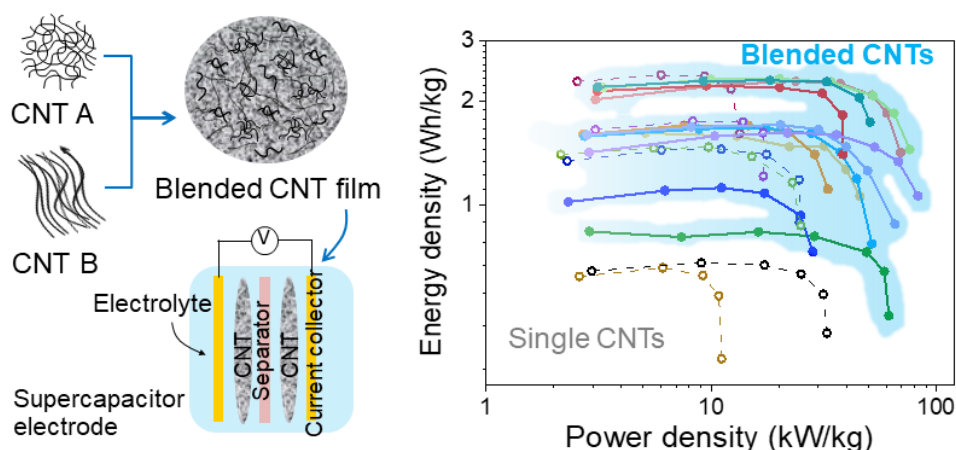 CNT A
CNT B
Blended CNT film
V
Electrolyte
CNT
Separator
CNT
Current collector
Supercapacitor
electrode
Energy density (Wh/kg)
3
2
1
Blended CNTs
Single CNTs
1
10
100
Power density (kW/kg)